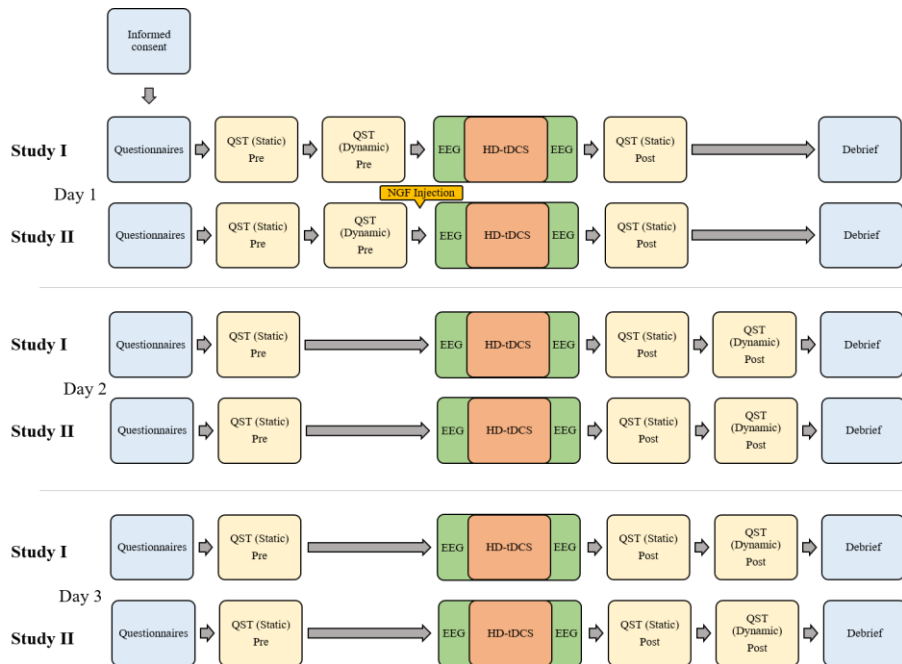 Informed
consent
Study I
Questionnaires
QST (Static)
Pre
QST
(Dynamic)
Pre
EEG
HD-tDCS
EEG
QST (Static)
Post
Debrief
Day 1
NGF Injection
Study II
Questionnaires
QST (Static)
Pre
QST
(Dynamic)
Pre
EEG
HD-tDCS
EEG
QST (Static)
Post
Debrief
Study I
Questionnaires
QST (Static)
Pre
EEG
HD-tDCS
EEG
QST (Static)
Post
QST
(Dynamic)
Post
Debrief
Day 2
Study II
Questionnaires
QST (Static)
Pre
EEG
HD-tDCS
EEG
QST (Static)
Post
QST
(Dynamic)
Post
Debrief
Study I
Questionnaires
QST (Static)
Pre
EEG
HD-tDCS
EEG
QST (Static)
Post
QST
(Dynamic)
Post
Debrief
Day 3
Study II
Questionnaires
QST (Static)
Pre
EEG
HD-tDCS
EEG
QST (Static)
Post
QST
(Dynamic)
Post
Debrief